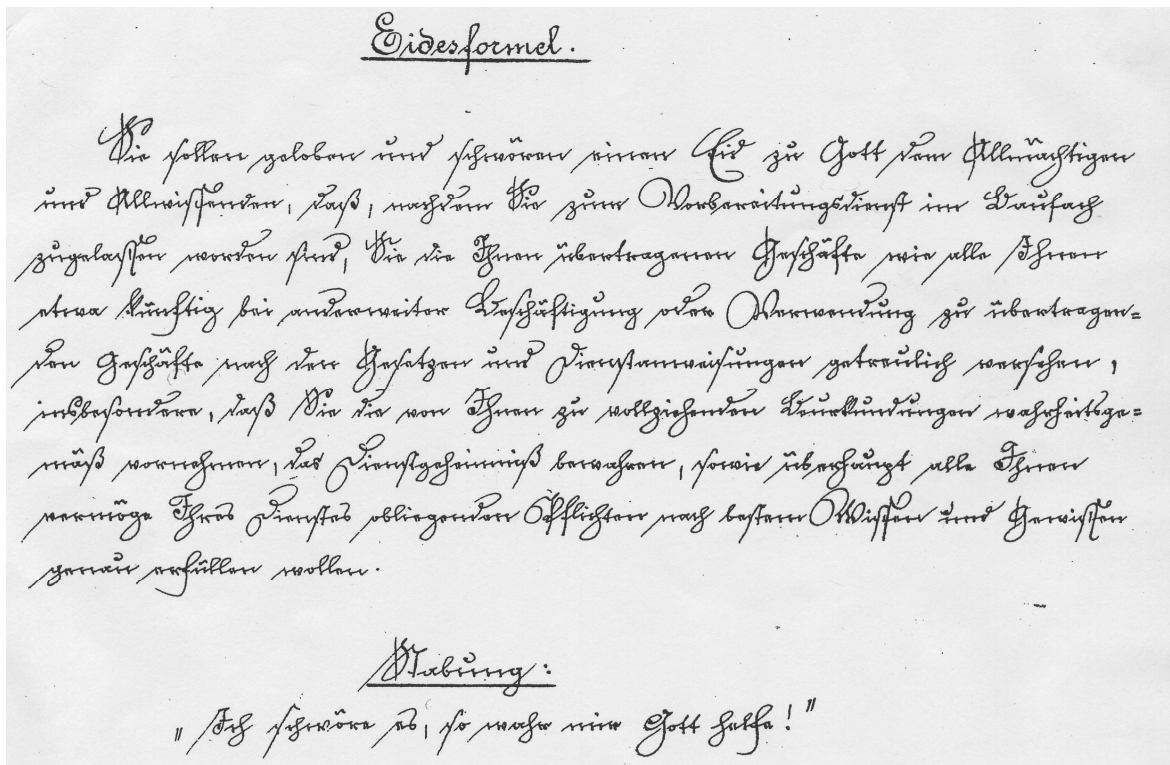 Eidesformel.
Sie sollen geloben und schwören einen Eid zu Gott dem Allmächtigen
und Allwissenden, daß, nachdem Sie zum Vorbereitungsdienst im Baufach
zugelassen worden sind, Sie die Ihnen übertragenen Geschäfte wie alle Ihnen
etwa künftig bei anderweiter Beschäftigung oder Verwendung zu übertragen=
den Geschäfte nach den Gesetzen und Dienstanweisungen getreulich versehen,
insbesondere, daß Sie die von Ihnen zu vollziehenden Beurkundungen wahrheitsge=
mäß vornehmen, das Dienstgeheimniß bewahren, sowie überhaupt alle Ihnen
vermöge Ihres Dienstes obliegenden Pflichten nach bestem Wissen und Gewissen
genau erfüllen wollen.
Stabung:
„Ich schwöre es, so wahr mir Gott helfe!"